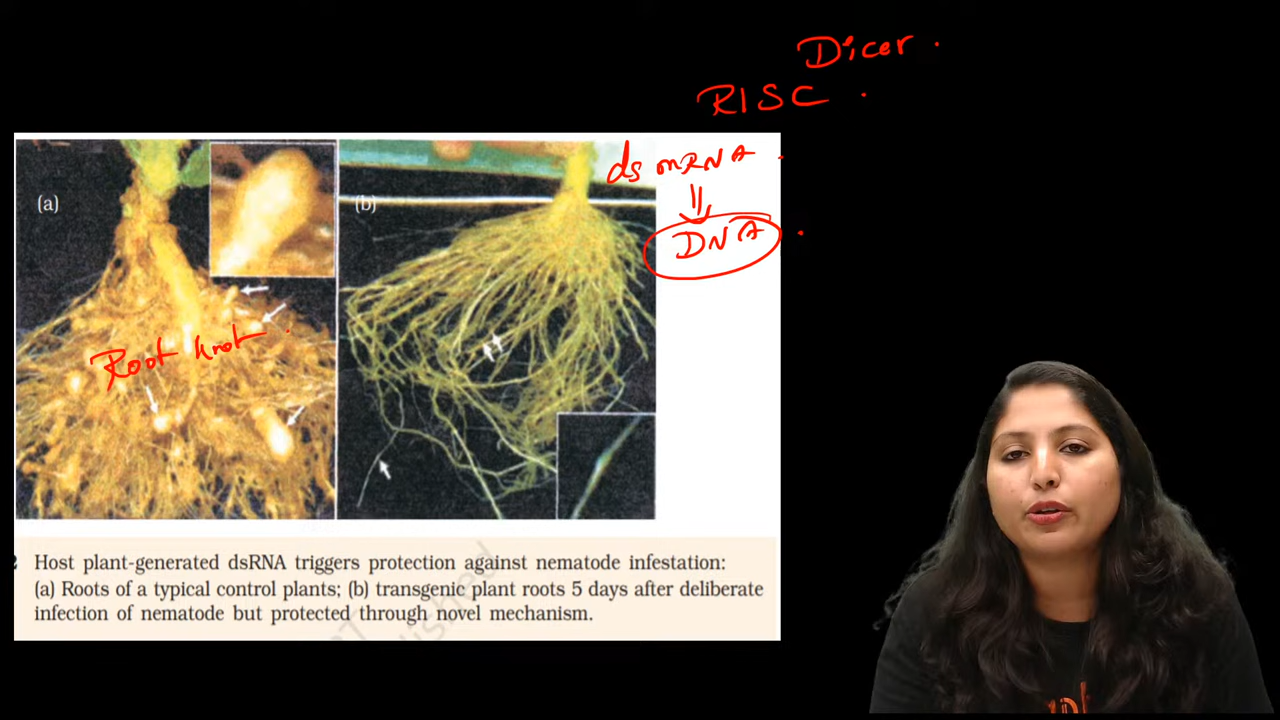 Dicer.
RISC.
ds mRNA.
DNA.
(a)
(b)
Root knot.
2 Host plant-generated dsRNA triggers protection against nematode infestation:
(a) Roots of a typical control plants; (b) transgenic plant roots 5 days after deliberate
infection of nematode but protected through novel mechanism.